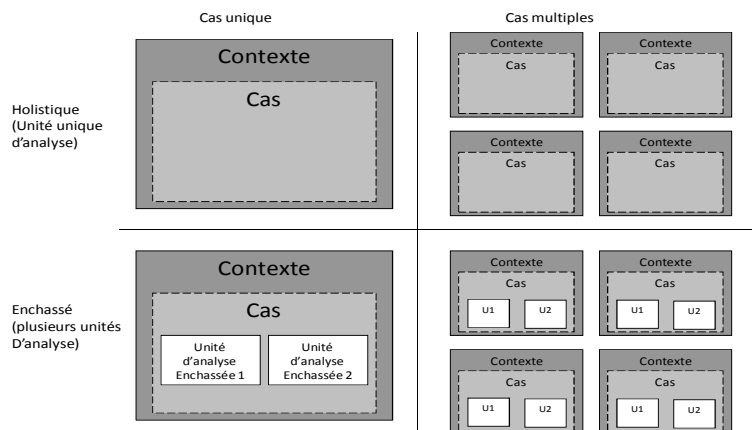 Cas unique
Cas multiples
Holistique
(Unité unique
d'analyse)
Contexte
Cas
Contexte
Cas
Contexte
Cas
Contexte
Cas
Contexte
Cas
Enchassé
(plusieurs unités
D'analyse)
Contexte
Cas
Unité
d'analyse
Enchassée 1
Unité
d'analyse
Enchassée 2
Contexte
Cas
U1
U2
Contexte
Cas
U1
U2
Contexte
Cas
U1
U2
Contexte
Cas
U1
U2